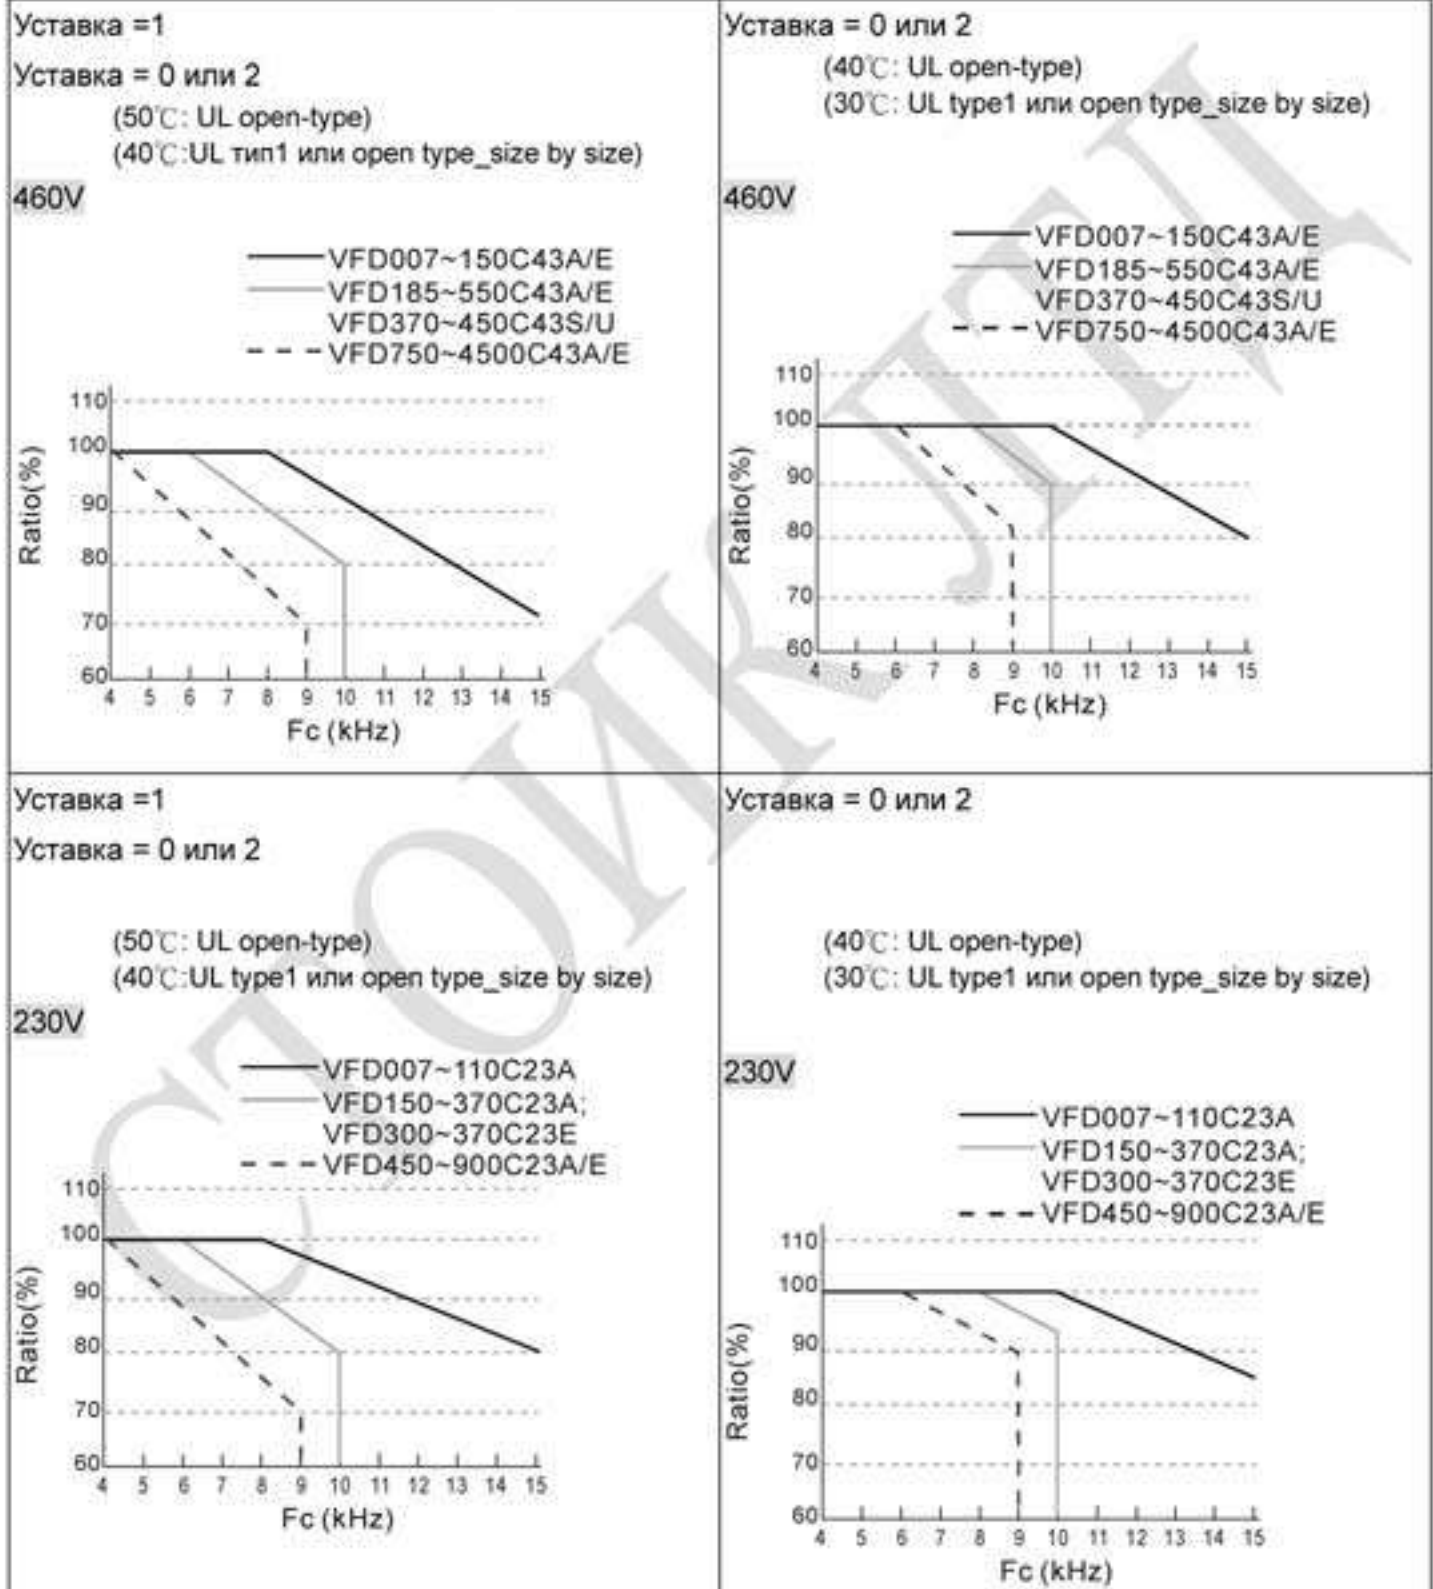 Уставка =1
Уставка = 0 или 2
(50℃: UL open-type)
(40℃:UL тип1 или open type_size by size)
460V
VFD007~150C43A/E
VFD185~550C43A/E
VFD370~450C43S/U
VFD750~4500C43A/E
110
100
90
80
70
60
Ratio(%)
4 5 6 7 8 9 10 11 12 13 14 15
Fc (kHz)
Уставка = 0 или 2
(40℃: UL open-type)
(30℃: UL type1 или open type_size by size)
460V
VFD007~150C43A/E
VFD185~550C43A/E
VFD370~450C43S/U
VFD750~4500C43A/E
110
100
90
80
70
60
Ratio(%)
4 5 6 7 8 9 10 11 12 13 14 15
Fc (kHz)
Уставка =1
Уставка = 0 или 2
(50℃: UL open-type)
(40℃:UL type1 или open type_size by size)
230V
VFD007~110C23A
VFD150~370C23A;
VFD300~370C23E
VFD450~900C23A/E
110
100
90
80
70
60
Ratio(%)
4 5 6 7 8 9 10 11 12 13 14 15
Fc (kHz)
Уставка = 0 или 2
(40℃: UL open-type)
(30℃: UL type1 или open type_size by size)
230V
VFD007~110C23A
VFD150~370C23A;
VFD300~370C23E
VFD450~900C23A/E
110
100
90
80
70
60
Ratio(%)
4 5 6 7 8 9 10 11 12 13 14 15
Fc (kHz)
СТОИК ЛТД